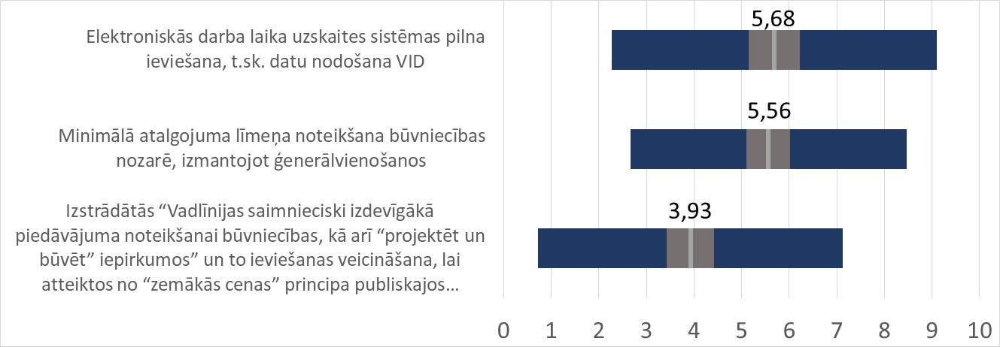 Elektroniskās darba laika uzskaites sistēmas pilna
ieviešana, t.sk. datu nodošana VID
5,68
Minimālā atalgojuma līmeņa noteikšana būvniecības
nozarē, izmantojot ģenerālvienošanos
5,56
Izstrādātās “Vadlīnijas saimnieciski izdevīgākā
piedāvājuma noteikšanai būvniecības, kā arī “projektēt un
būvēt” iepirkumos” un to ieviešanas veicināšana, lai
atteiktos no “zemākās cenas” principa publiskajos…
3,93
0 1 2 3 4 5 6 7 8 9 10